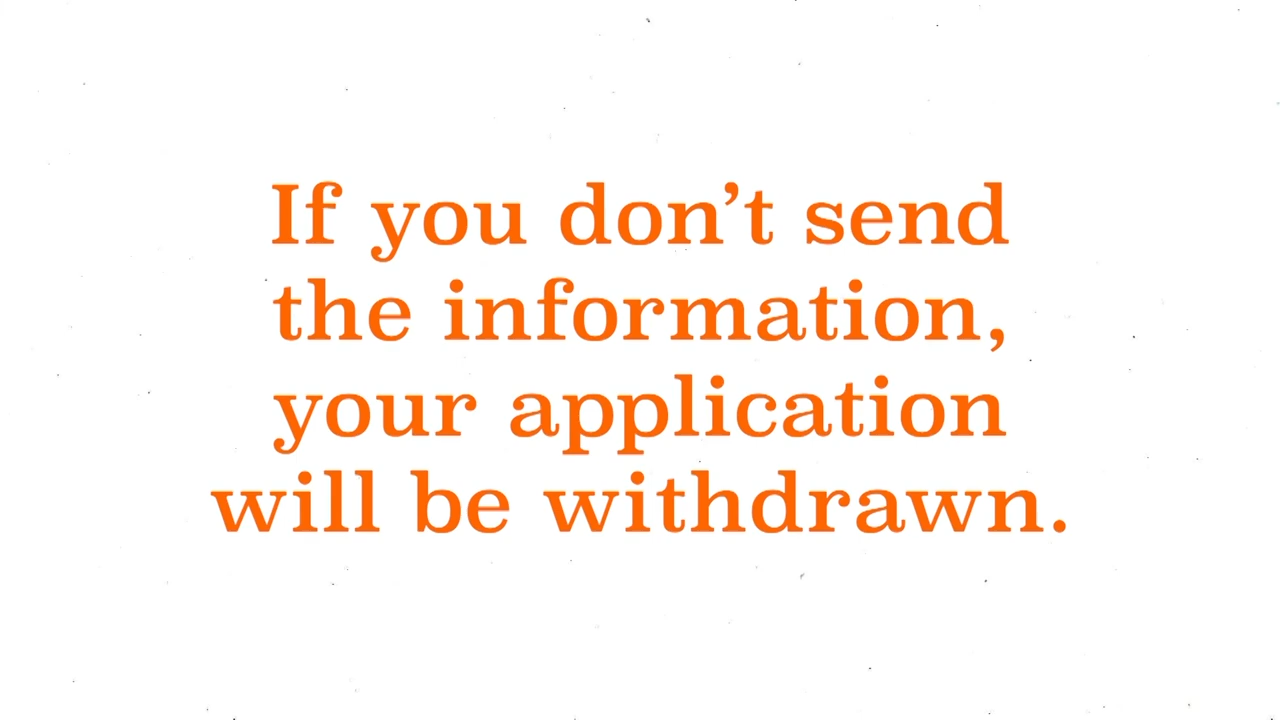 If you don’t send
the information,
your application
will be withdrawn.